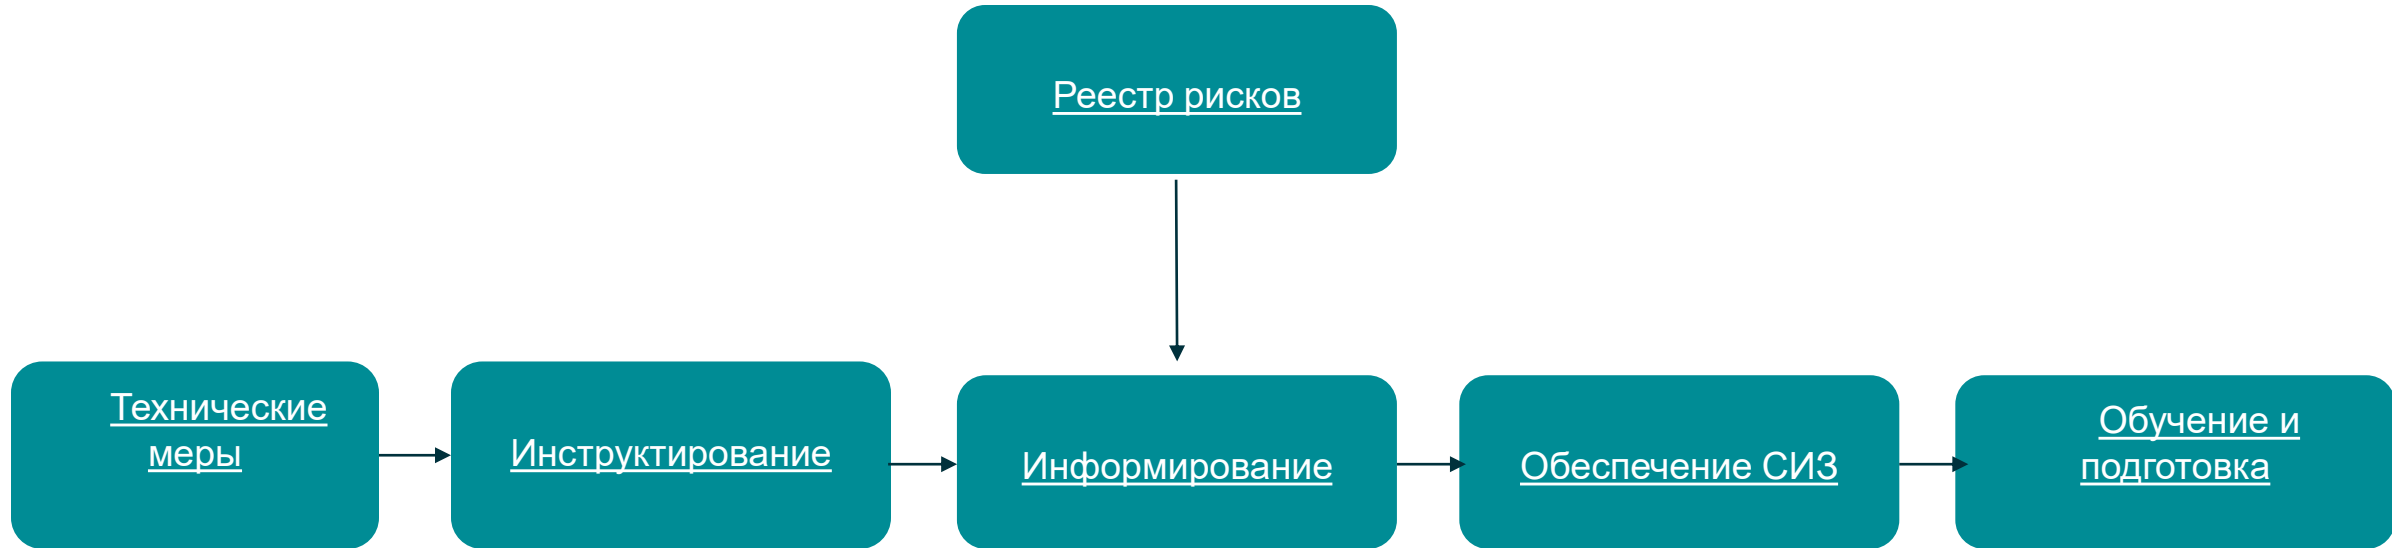 Реестр рисков
Технические
меры
Инструктирование
Информирование
Обеспечение СИЗ
Обучение и
подготовка